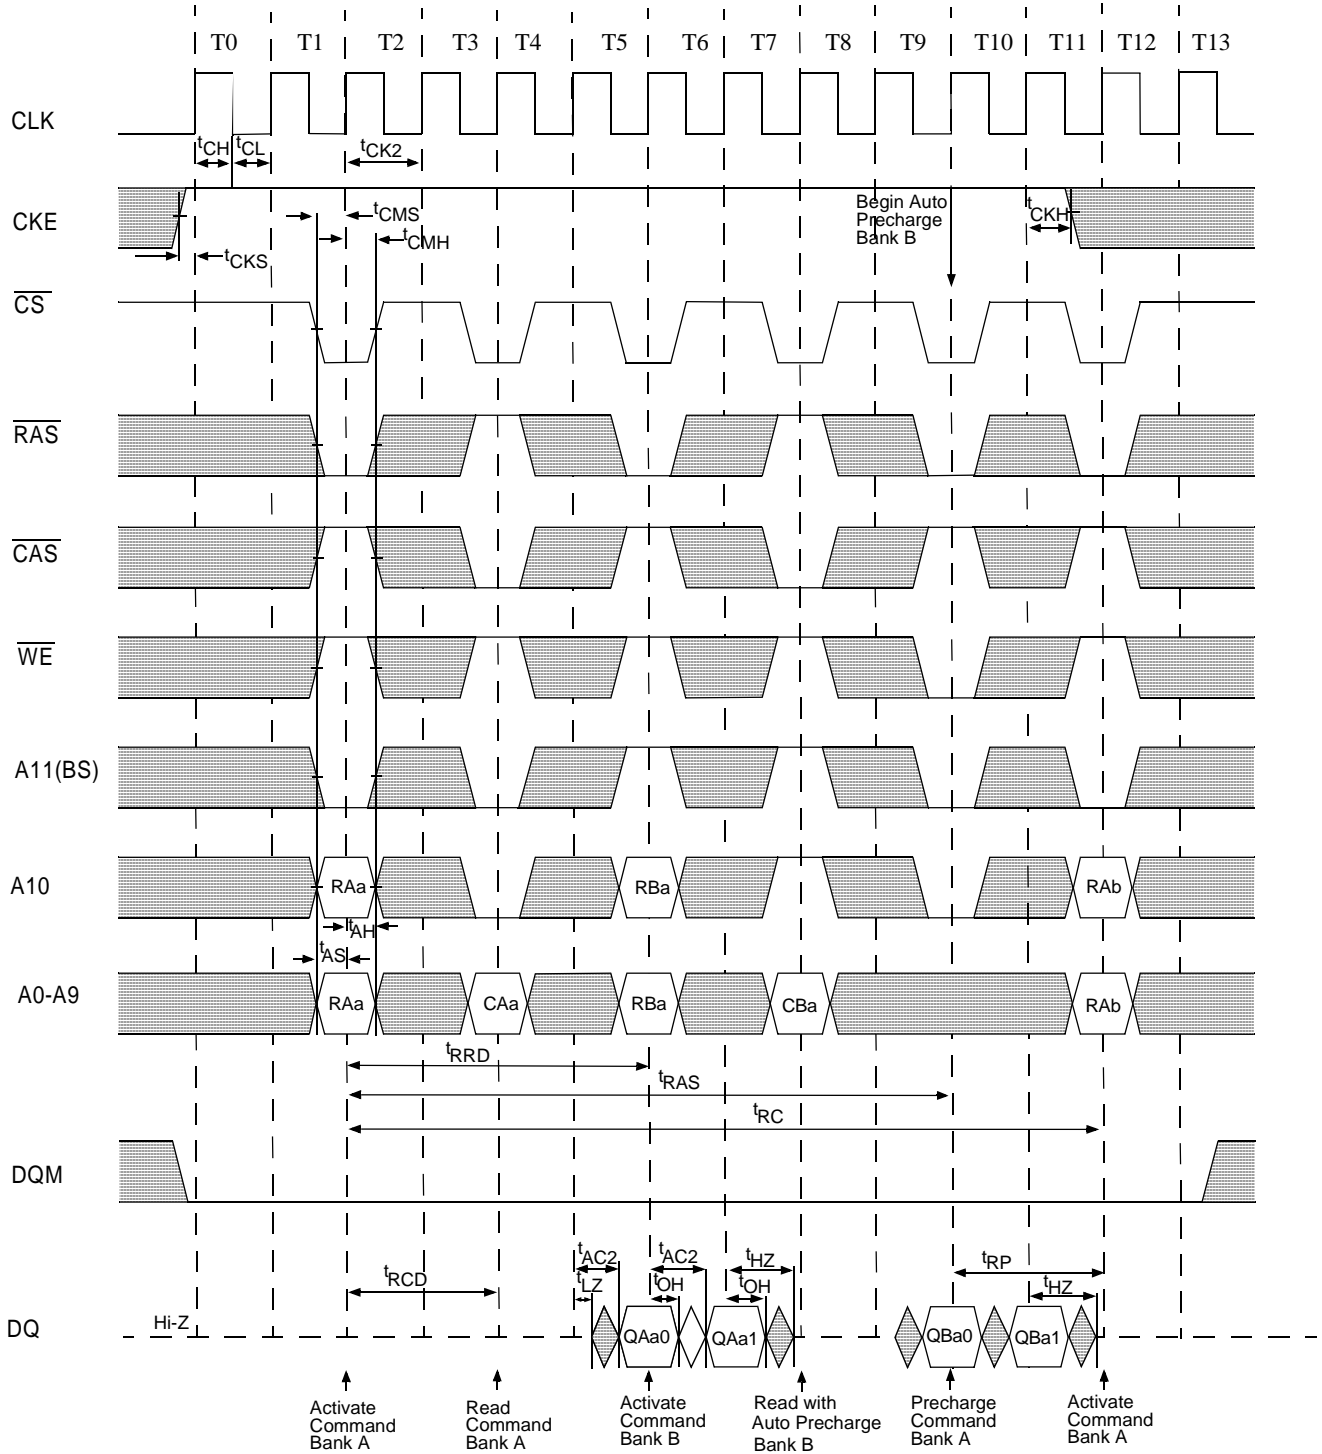 T0 T1 T2 T3 T4 T5 T6 T7 T8 T9 T10 T11 T12 T13
CLK
tCH tCL tCK2
CKE
tCMS
tCMH
tCKS
Begin Auto
Precharge
Bank B
tCKH
CS
RAS
CAS
WE
A11(BS)
A10
RAa RBa RAb
tAH
tAS
A0-A9
RAa CAa RBa CBa RAb
tRRD
tRAS
tRC
DQM
tAC2 tAC2 tHZ tRP
tRCD tLZ tOH tOH tHZ
DQ
Hi-Z
QAa0 QAa1 QBa0 QBa1
Activate
Command
Bank A
Read
Command
Bank A
Activate
Command
Bank B
Read with
Auto Precharge
Bank B
Precharge
Command
Bank A
Activate
Command
Bank A